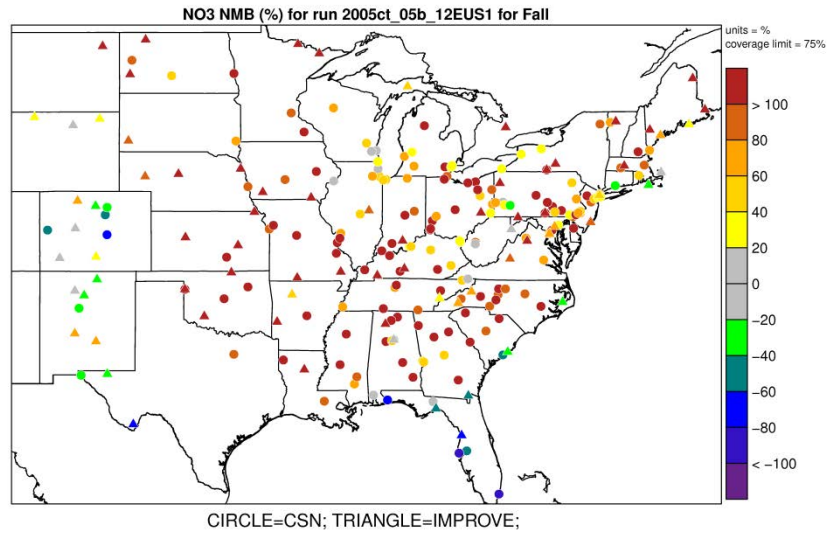 NO3 NMB (%) for run 2005ct_05b_12EUS1 for Fall
units = %
coverage limit = 75%
> 100
80
60
40
20
0
−20
−40
−60
−80
< −100
CIRCLE=CSN; TRIANGLE=IMPROVE;